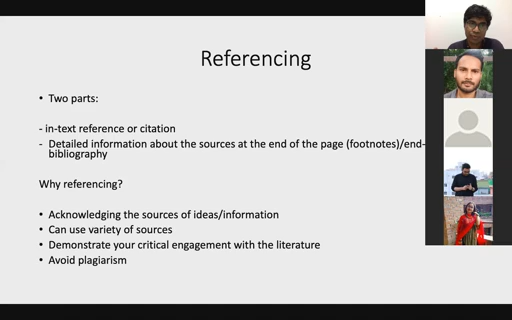 Referencing
• Two parts:
- in-text reference or citation
- Detailed information about the sources at the end of the page (footnotes)/end-
bibliography
Why referencing?
• Acknowledging the sources of ideas/information
• Can use variety of sources
• Demonstrate your critical engagement with the literature
• Avoid plagiarism